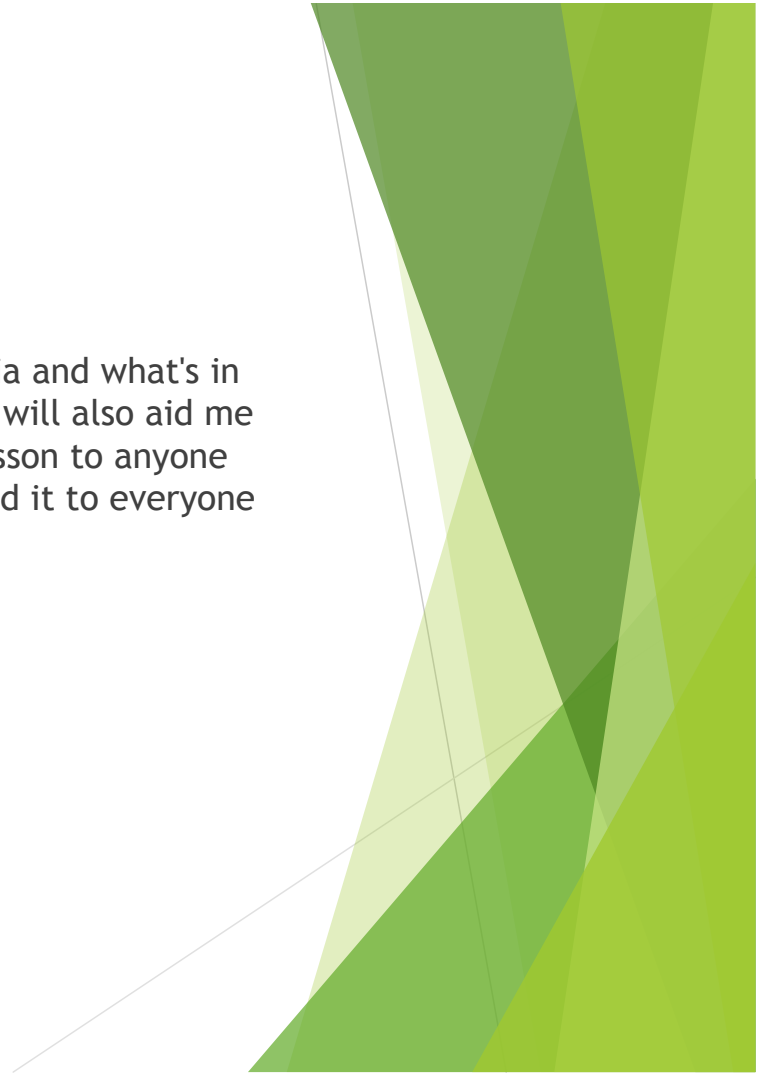 a and what's in
will also aid me
sson to anyone
d it to everyone